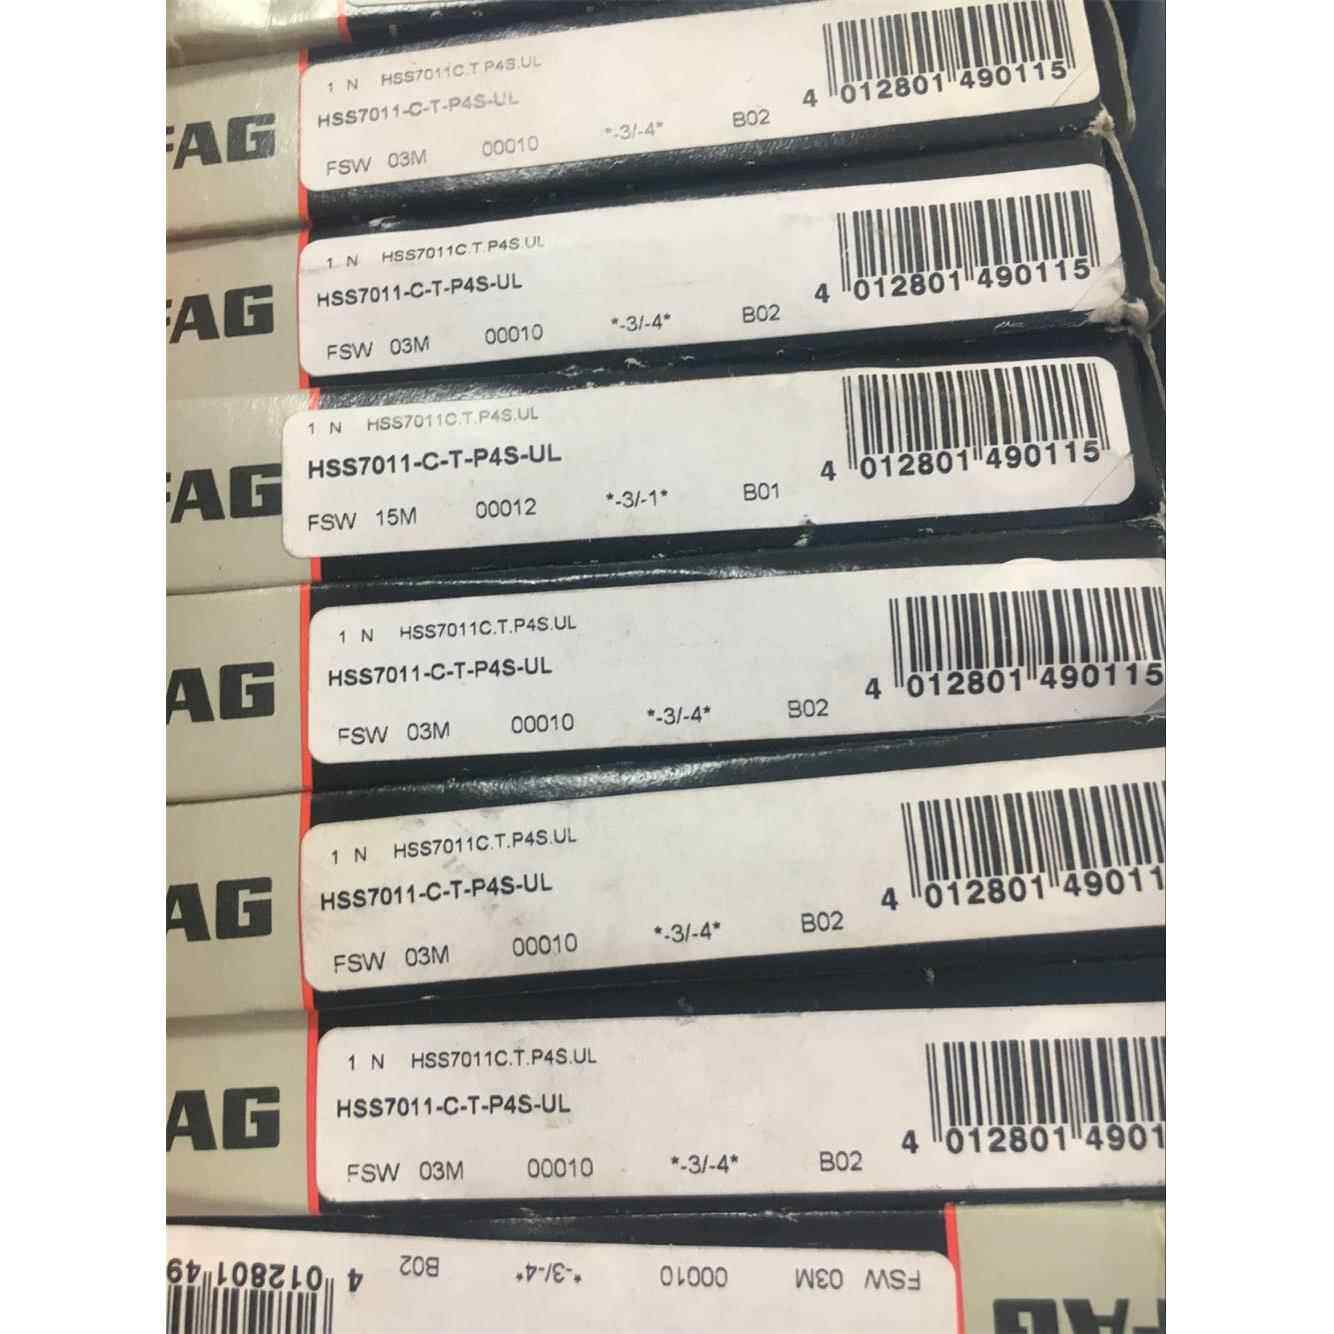 FAG
1 N HSS7011C.T.P4S.UL
HSS7011-C-T-P4S-UL
FSW 03M 00010 *-3/-4* B02
4 012801 490115
FAG
1 N HSS7011C.T.P4S.UL
HSS7011-C-T-P4S-UL
FSW 03M 00010 *-3/-4* B02
4 012801 490115
FAG
1 N HSS7011C.T.P4S.UL
HSS7011-C-T-P4S-UL
FSW 15M 00012 *-3/-1* B01
4 012801 490115
AG
1 N HSS7011C.T.P4S.UL
HSS7011-C-T-P4S-UL
FSW 03M 00010 *-3/-4* B02
4 012801 490115
AG
1 N HSS7011C.T.P4S.UL
HSS7011-C-T-P4S-UL
FSW 03M 00010 *-3/-4* B02
4 012801 49011
AG
1 N HSS7011C.T.P4S.UL
HSS7011-C-T-P4S-UL
FSW 03M 00010 *-3/-4* B02
4 012801 4901
FSW 03M 00010 *-3/-4* B02
4 012801 49
FAG